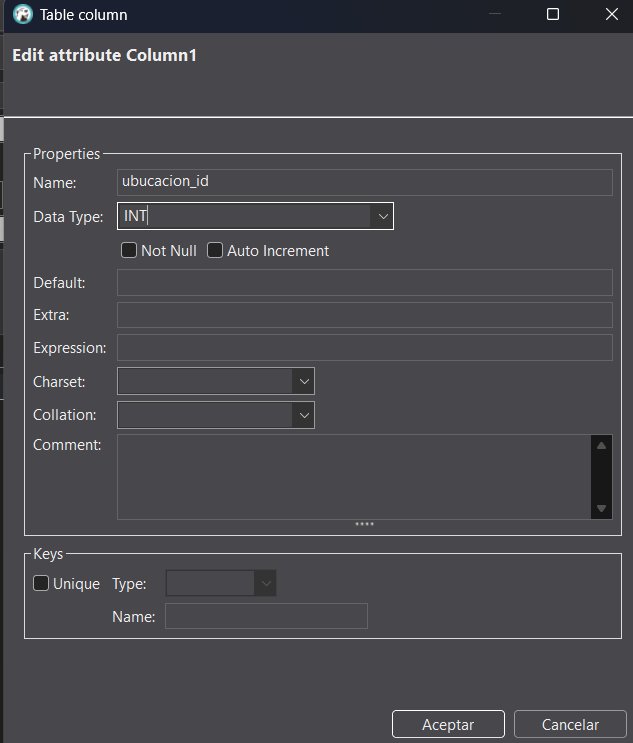 Table column
Edit attribute Column1
Properties
Name: ubucacion_id
Data Type: INT
Not Null Auto Increment
Default:
Extra:
Expression:
Charset:
Collation:
Comment:
Keys
Unique Type:
Name:
Aceptar Cancelar